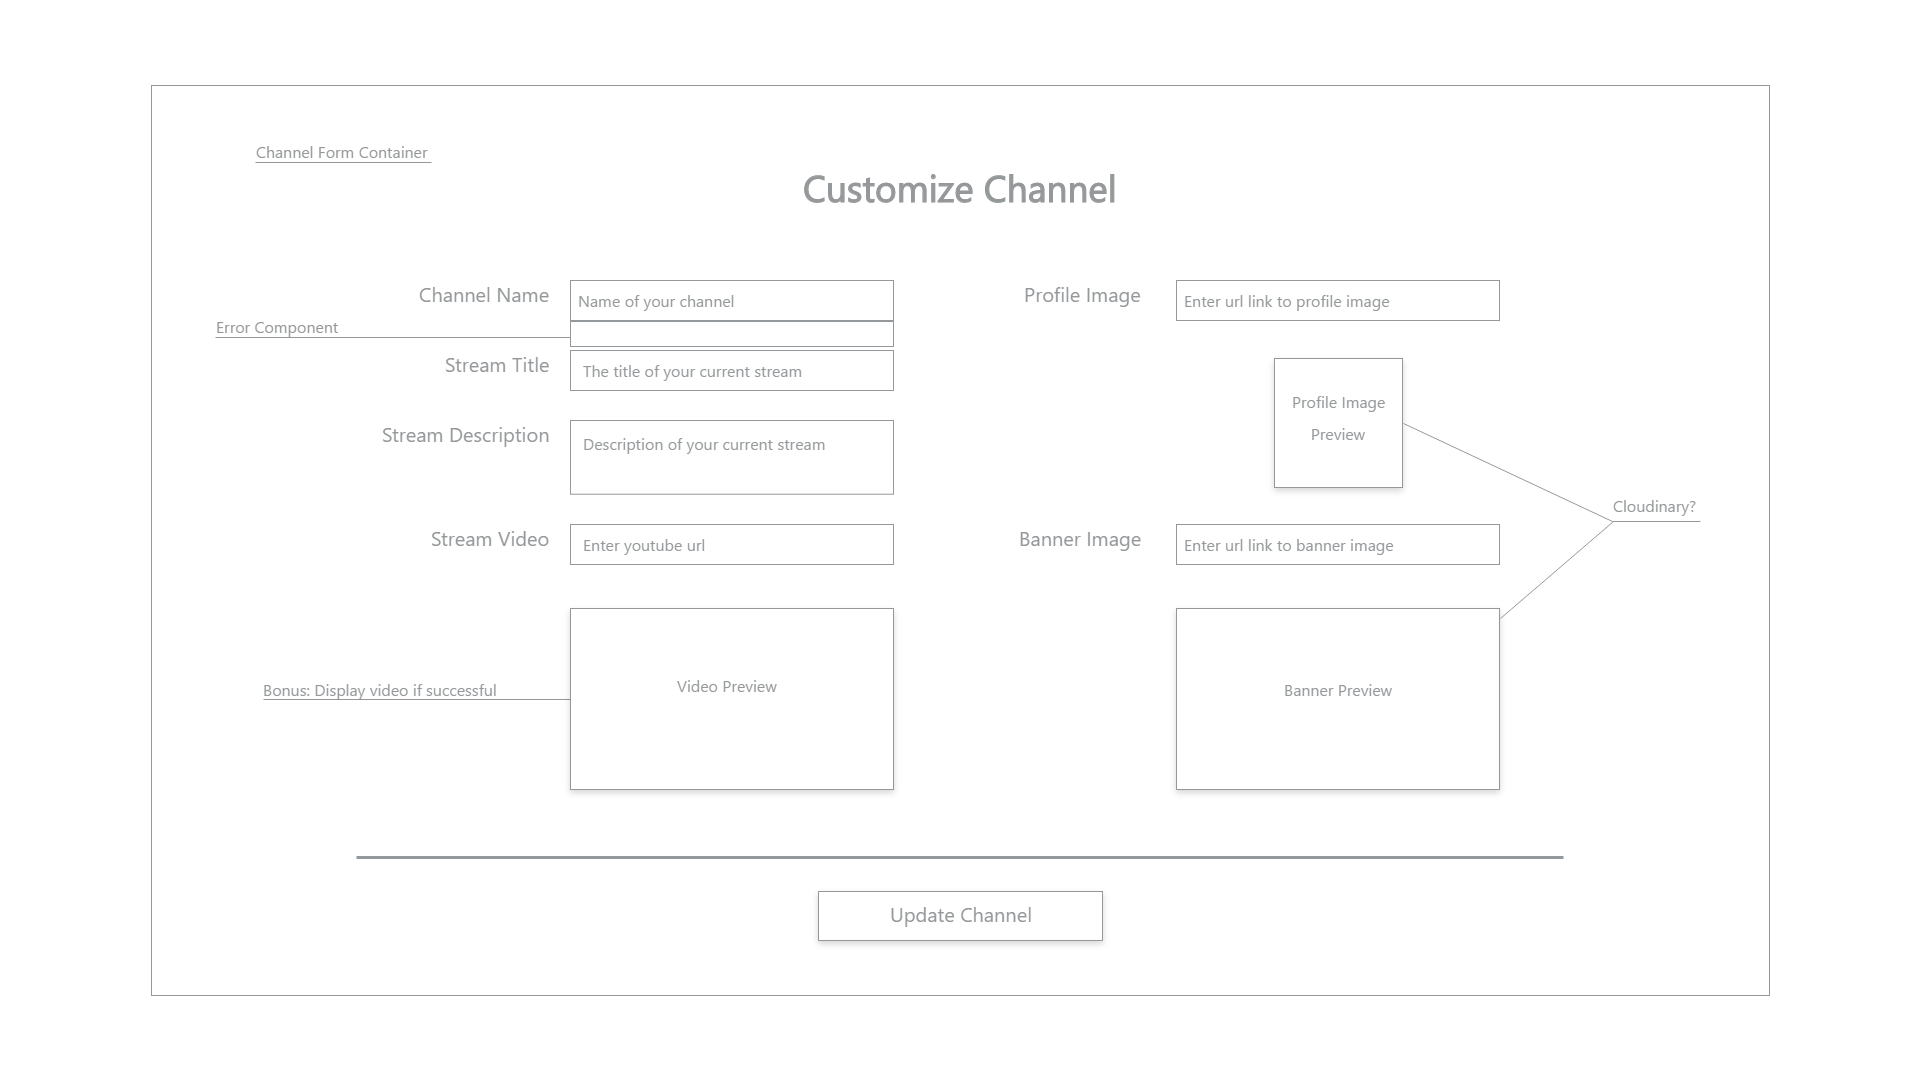 Channel Form Container
Customize Channel
Channel Name
Name of your channel
Error Component
Stream Title
The title of your current stream
Stream Description
Description of your current stream
Stream Video
Enter youtube url
Bonus: Display video if successful
Video Preview
Profile Image
Enter url link to profile image
Profile Image
Preview
Cloudinary?
Banner Image
Enter url link to banner image
Banner Preview
Update Channel